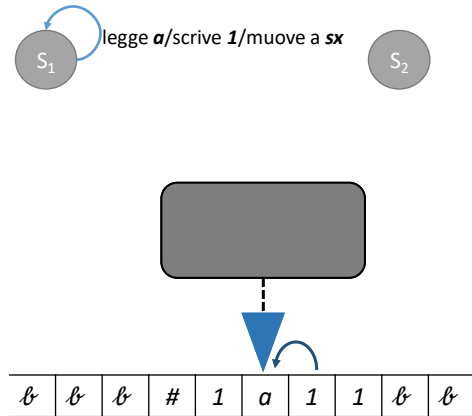 legge a/scrive 1/muove a sx
S1 S2
𝒷 𝒷 𝒷 # 1 a 1 1 𝒷 𝒷